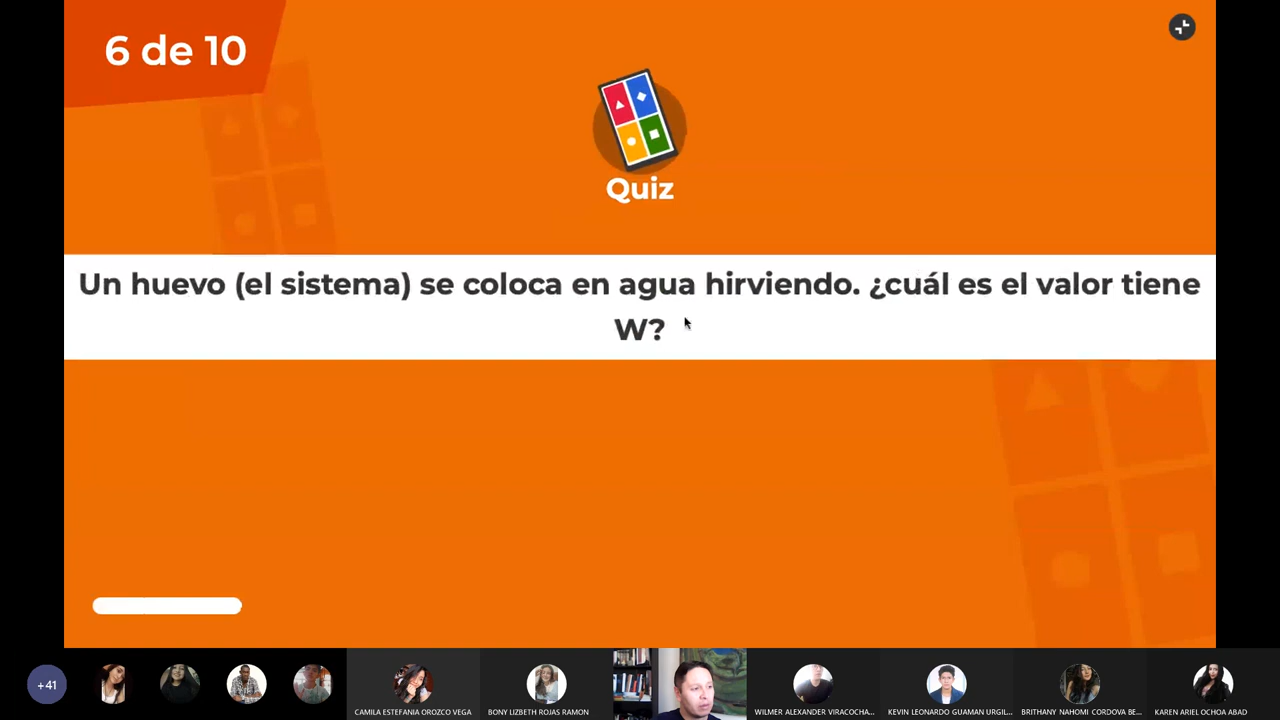 6 de 10
Quiz
Un huevo (el sistema) se coloca en agua hirviendo. ¿cuál es el valor tiene
W?
+41
CAMILA ESTEFANIA OROZCO VEGA
BONY LIZBETH ROJAS RAMON
WILMER ALEXANDER VIRACOCHA...
KEVIN LEONARDO GUAMAN URGIL...
BRITHANY NAHOMI CORDOVA BE...
KAREN ARIEL OCHOA ABAD